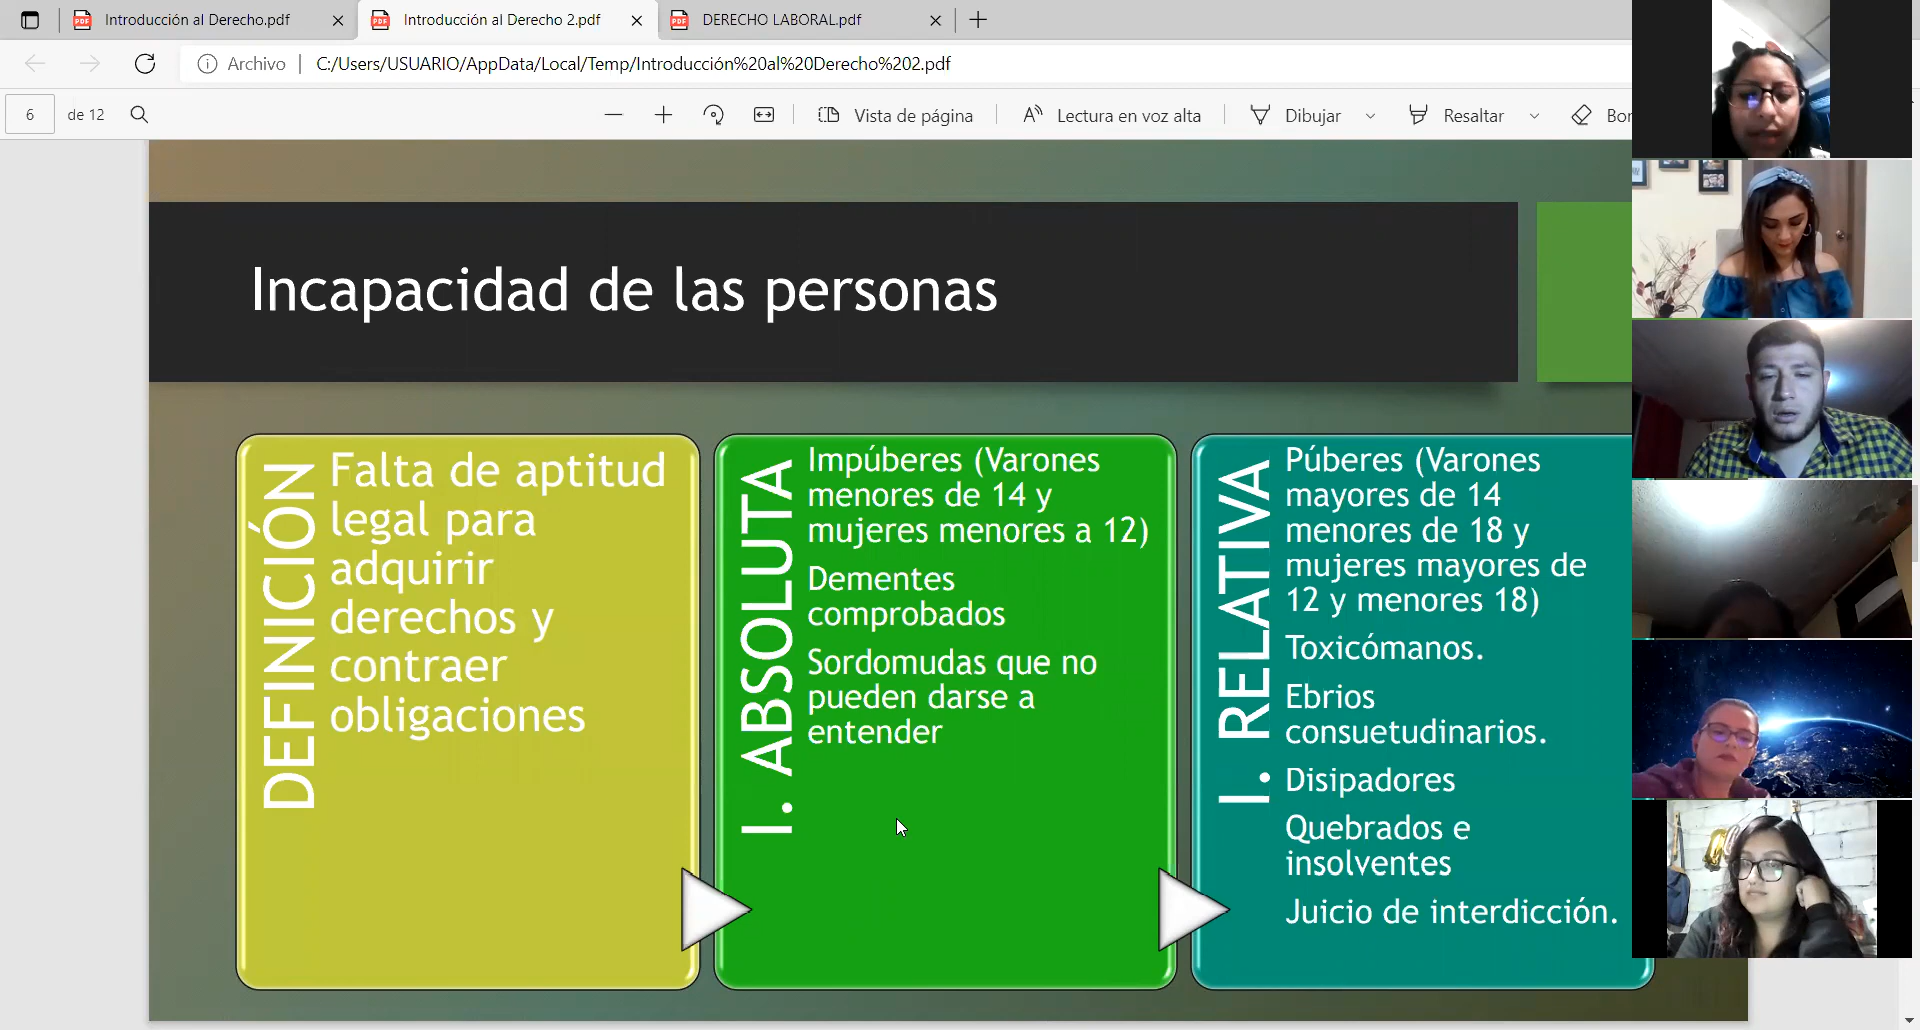 Introducción al Derecho.pdf
Introducción al Derecho 2.pdf
DERECHO LABORAL.pdf
Archivo
C:/Users/USUARIO/AppData/Local/Temp/Introducción%20al%20Derecho%202.pdf
6 de 12
Vista de página
Lectura en voz alta
Dibujar
Resaltar
Bor
Incapacidad de las personas
DEFINICIÓN
Falta de aptitud
legal para
adquirir
derechos y
contraer
obligaciones
I. ABSOLUTA
Impúberes (Varones
menores de 14 y
mujeres menores a 12)
Dementes
comprobados
Sordomudas que no
pueden darse a
entender
I. RELATIVA
Púberes (Varones
mayores de 14
menores de 18 y
mujeres mayores de
12 y menores 18)
Toxicómanos.
Ebrios
consuetudinarios.
Disipadores
Quebrados e
insolventes
Juicio de interdicción.